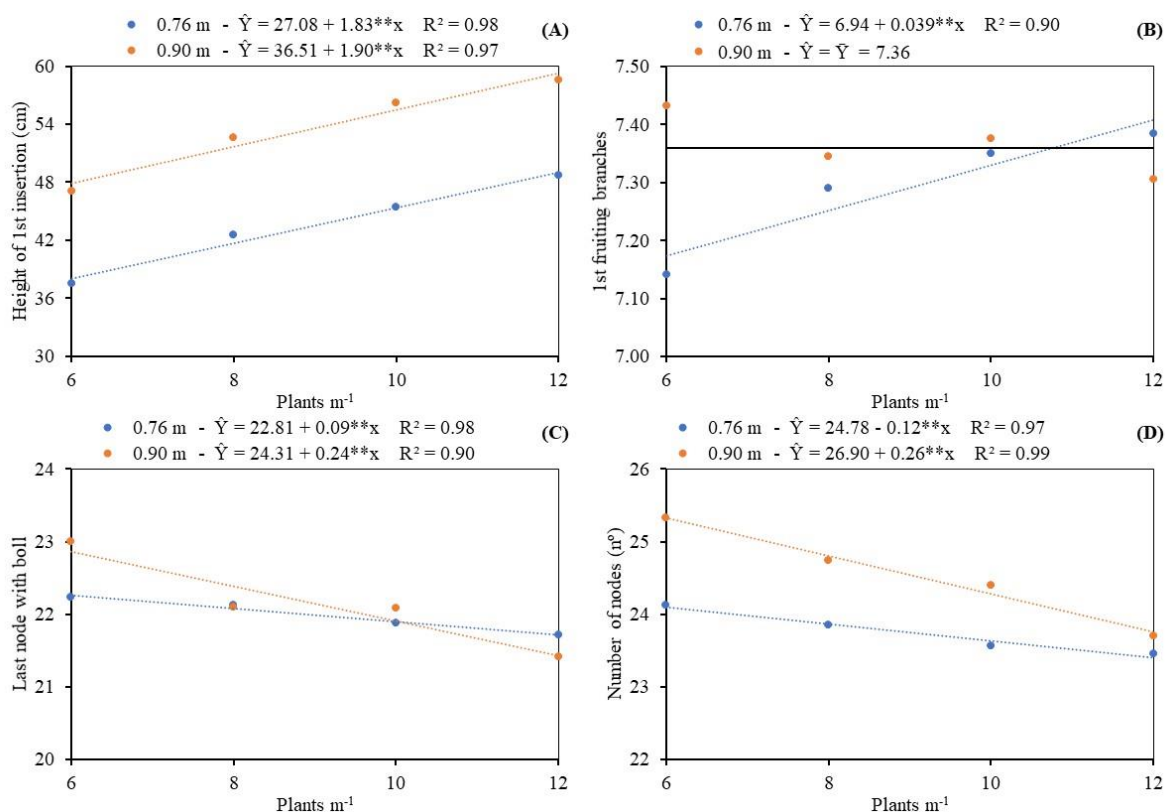 0.76 m - Ŷ = 27.08 + 1.83**x R² = 0.98
(A)
0.90 m - Ŷ = 36.51 + 1.90**x R² = 0.97
Height of 1st insertion (cm)
60
54
48
42
36
30
6 8 10 12
Plants m⁻¹
0.76 m - Ŷ = 6.94 + 0.039**x R² = 0.90
(B)
0.90 m - Ŷ = Ȳ = 7.36
1st fruiting branches
7.50
7.40
7.30
7.20
7.10
7.00
6 8 10 12
Plants m⁻¹
0.76 m - Ŷ = 22.81 + 0.09**x R² = 0.98
(C)
0.90 m - Ŷ = 24.31 + 0.24**x R² = 0.90
Last node with boll
24
23
22
21
20
6 8 10 12
Plants m⁻¹
0.76 m - Ŷ = 24.78 - 0.12**x R² = 0.97
(D)
0.90 m - Ŷ = 26.90 + 0.26**x R² = 0.99
Number of nodes (nº)
26
25
24
23
22
6 8 10 12
Plants m⁻¹